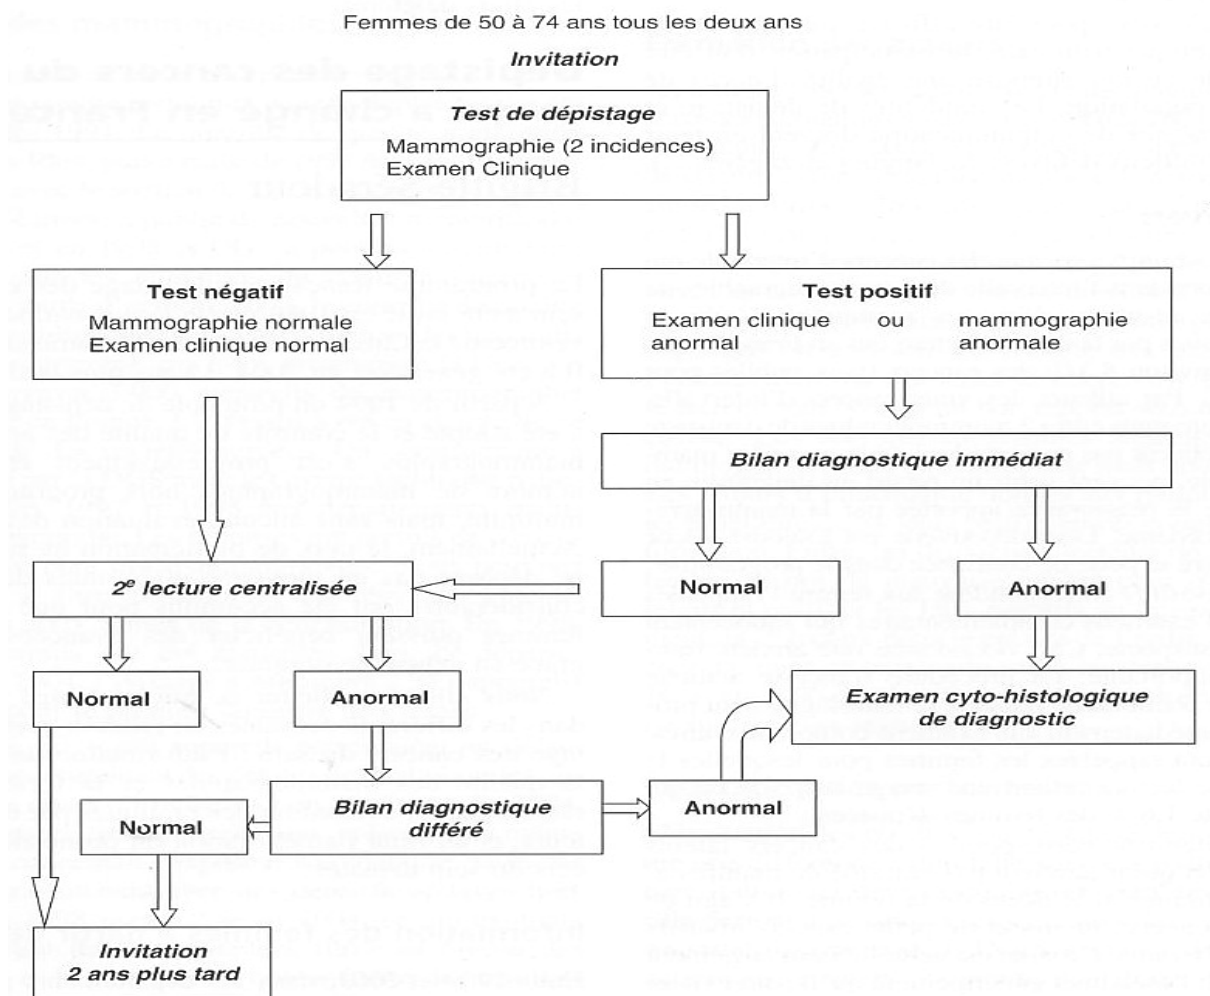 Femmes de 50 à 74 ans tous les deux ans
Invitation
Test de dépistage
Mammographie (2 incidences)
Examen Clinique
Test négatif
Mammographie normale
Examen clinique normal
Test positif
Examen clinique ou mammographie
anormal anormale
Bilan diagnostique immédiat
2e lecture centralisée
Normal
Anormal
Normal
Anormal
Examen cyto-histologique
de diagnostic
Bilan diagnostique
différé
Anormal
Normal
Invitation
2 ans plus tard